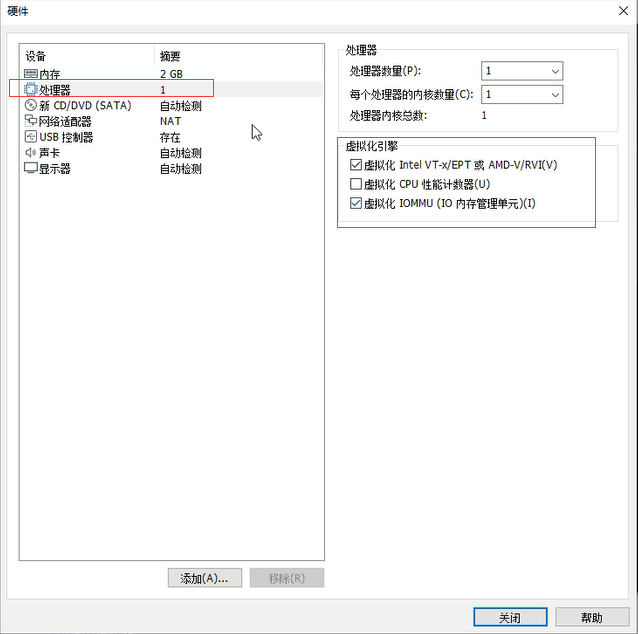 硬件
设备 摘要
内存 2 GB
处理器 1
新 CD/DVD (SATA) 自动检测
网络适配器 NAT
USB 控制器 存在
声卡 自动检测
显示器 自动检测
添加(A)... 移除(R)
处理器
处理器数量(P): 1
每个处理器的内核数量(C): 1
处理器内核总数: 1
虚拟化引擎
虚拟化 Intel VT-x/EPT 或 AMD-V/RVI(V)
虚拟化 CPU 性能计数器(U)
虚拟化 IOMMU (IO 内存管理单元)(I)
关闭 帮助